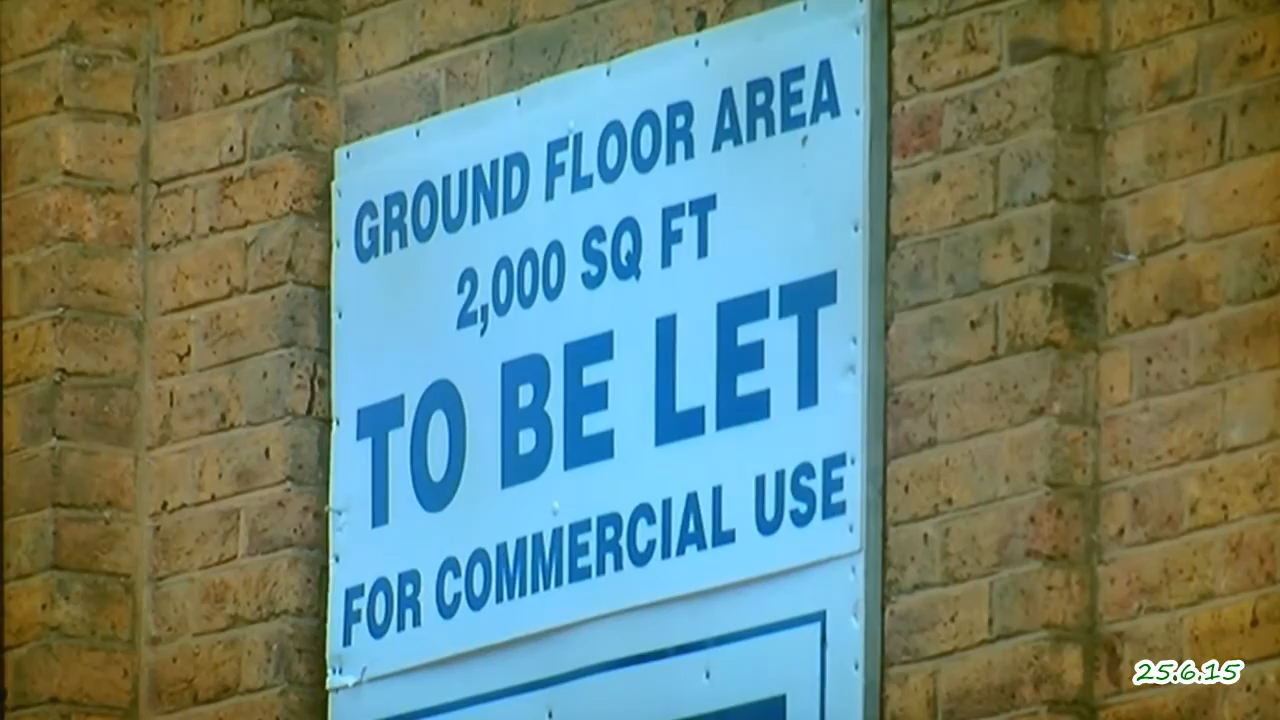 GROUND FLOOR AREA
2,000 SQ FT
TO BE LET
FOR COMMERCIAL USE
25.6.15